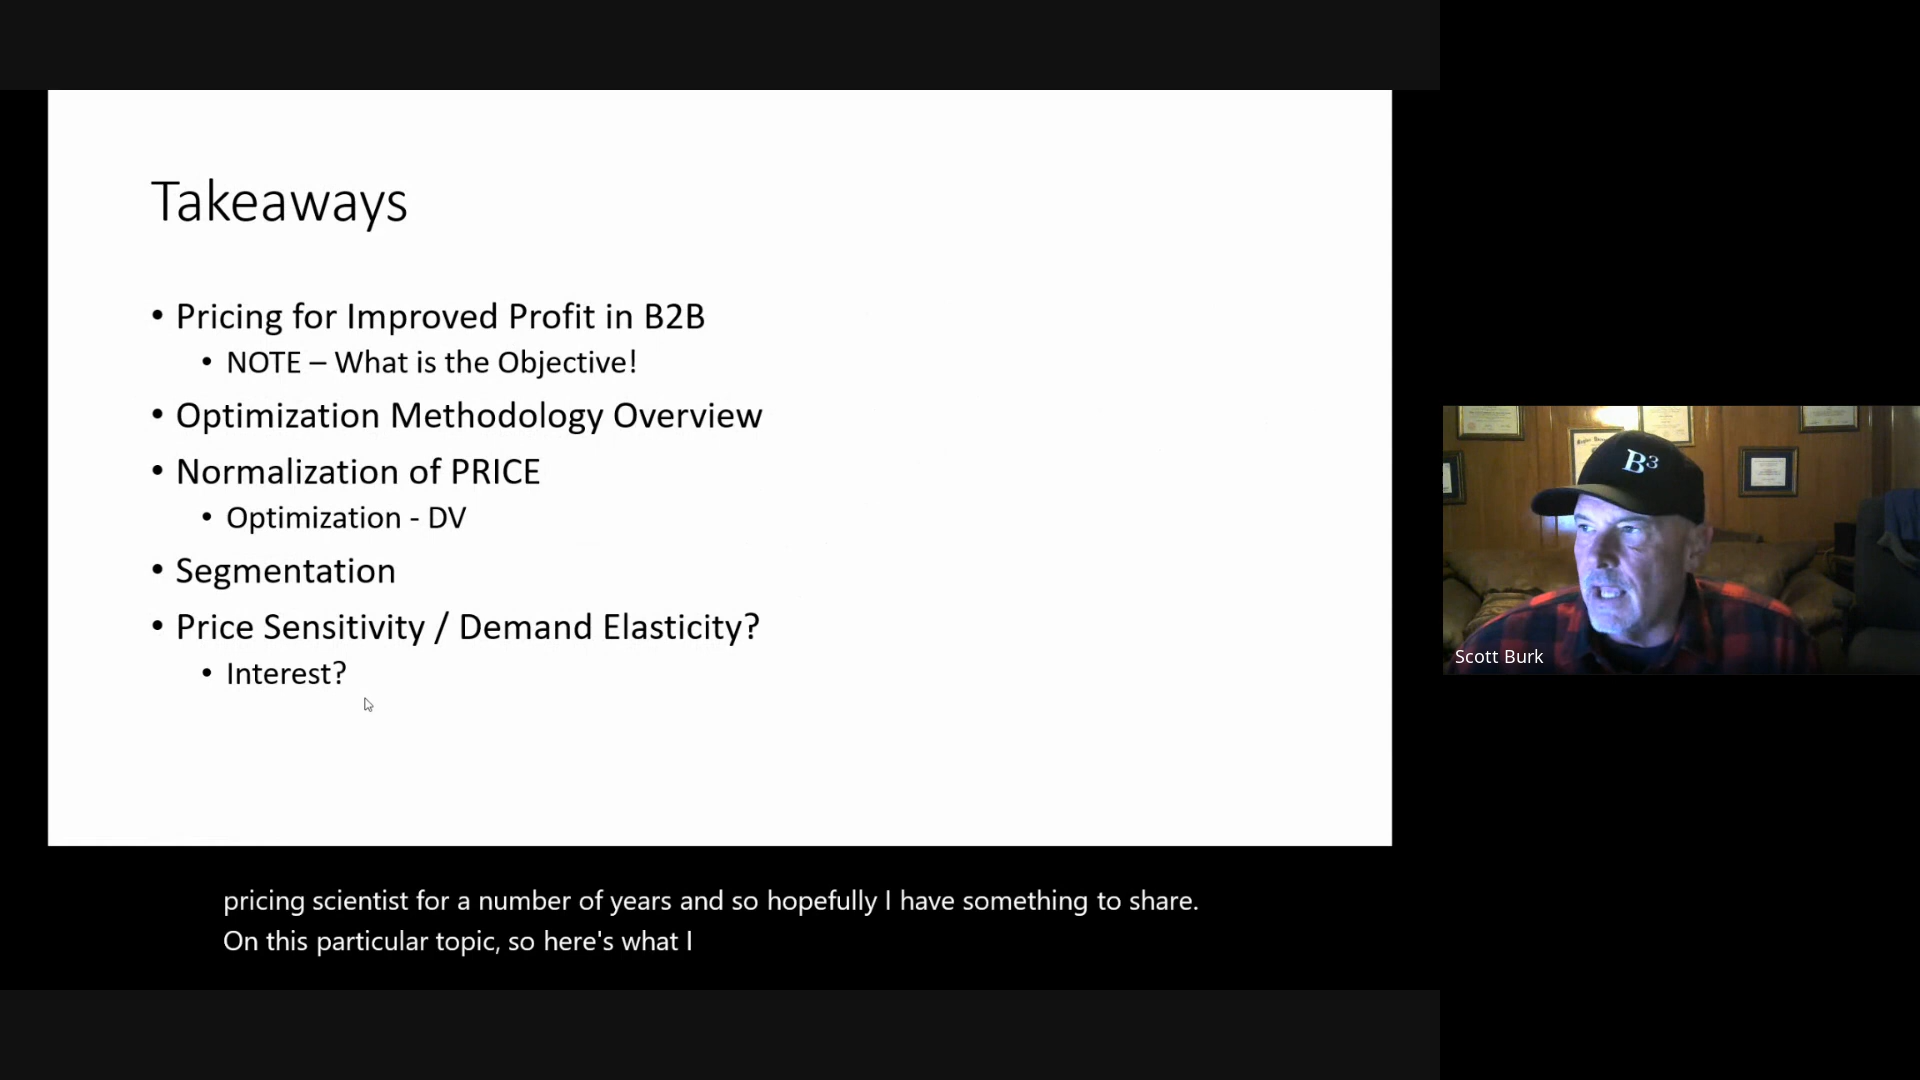 Takeaways
• Pricing for Improved Profit in B2B
• NOTE – What is the Objective!
• Optimization Methodology Overview
• Normalization of PRICE
• Optimization - DV
• Segmentation
• Price Sensitivity / Demand Elasticity?
• Interest?
B³
Scott Burk
pricing scientist for a number of years and so hopefully I have something to share.
On this particular topic, so here's what I